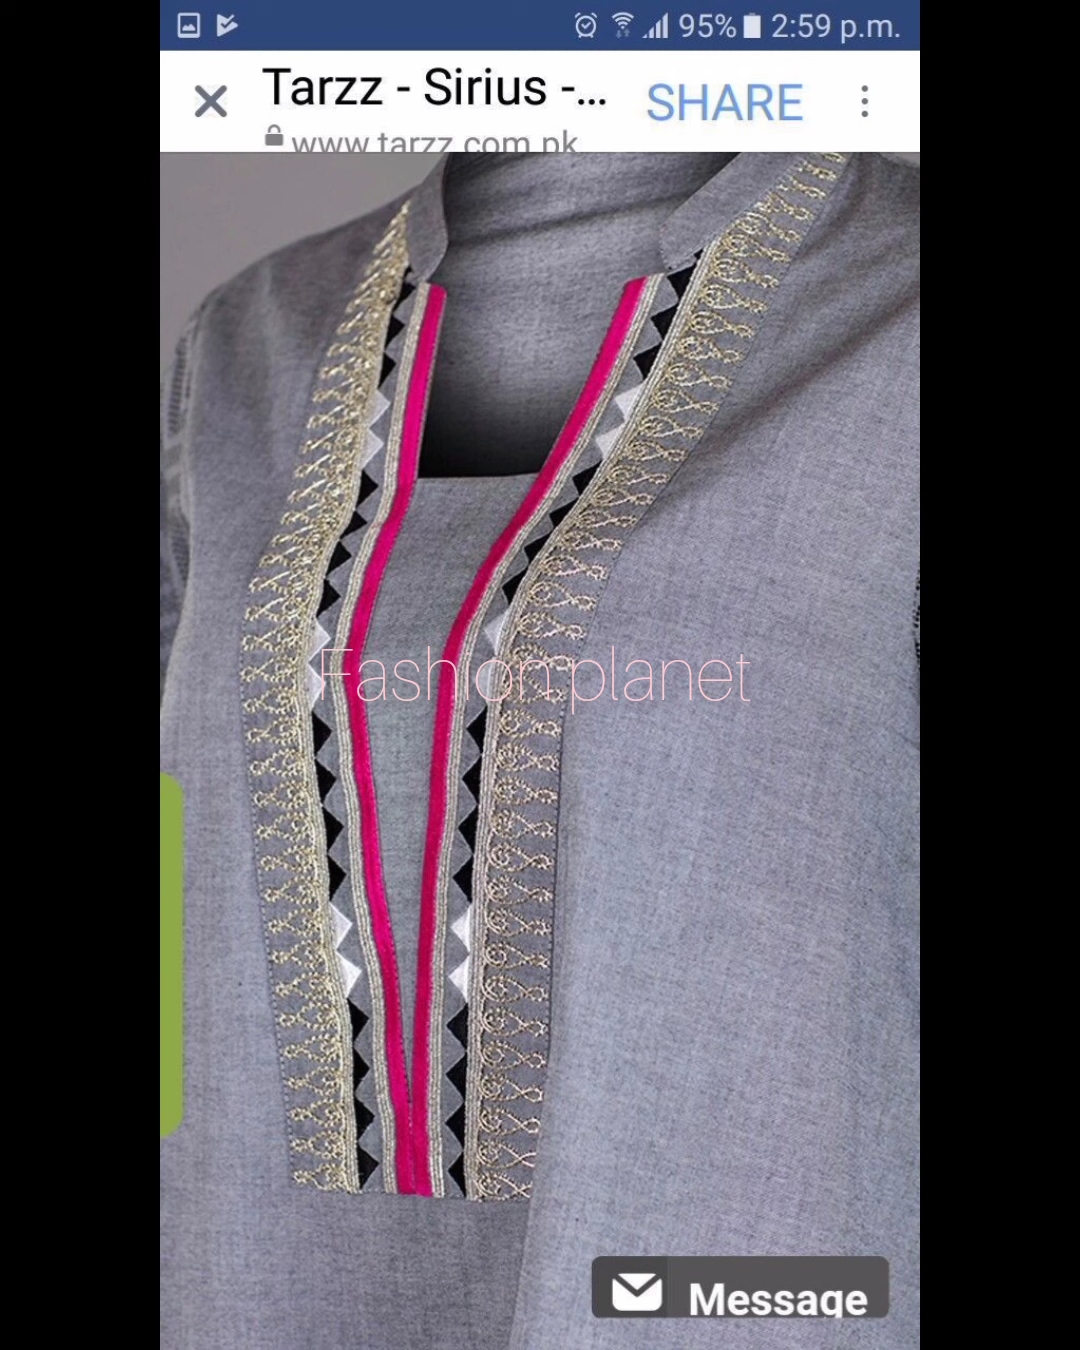 95% 2:59 p.m.
Tarzz - Sirius -...
SHARE
www.tarzz.com.pk
Fashion planet
Message